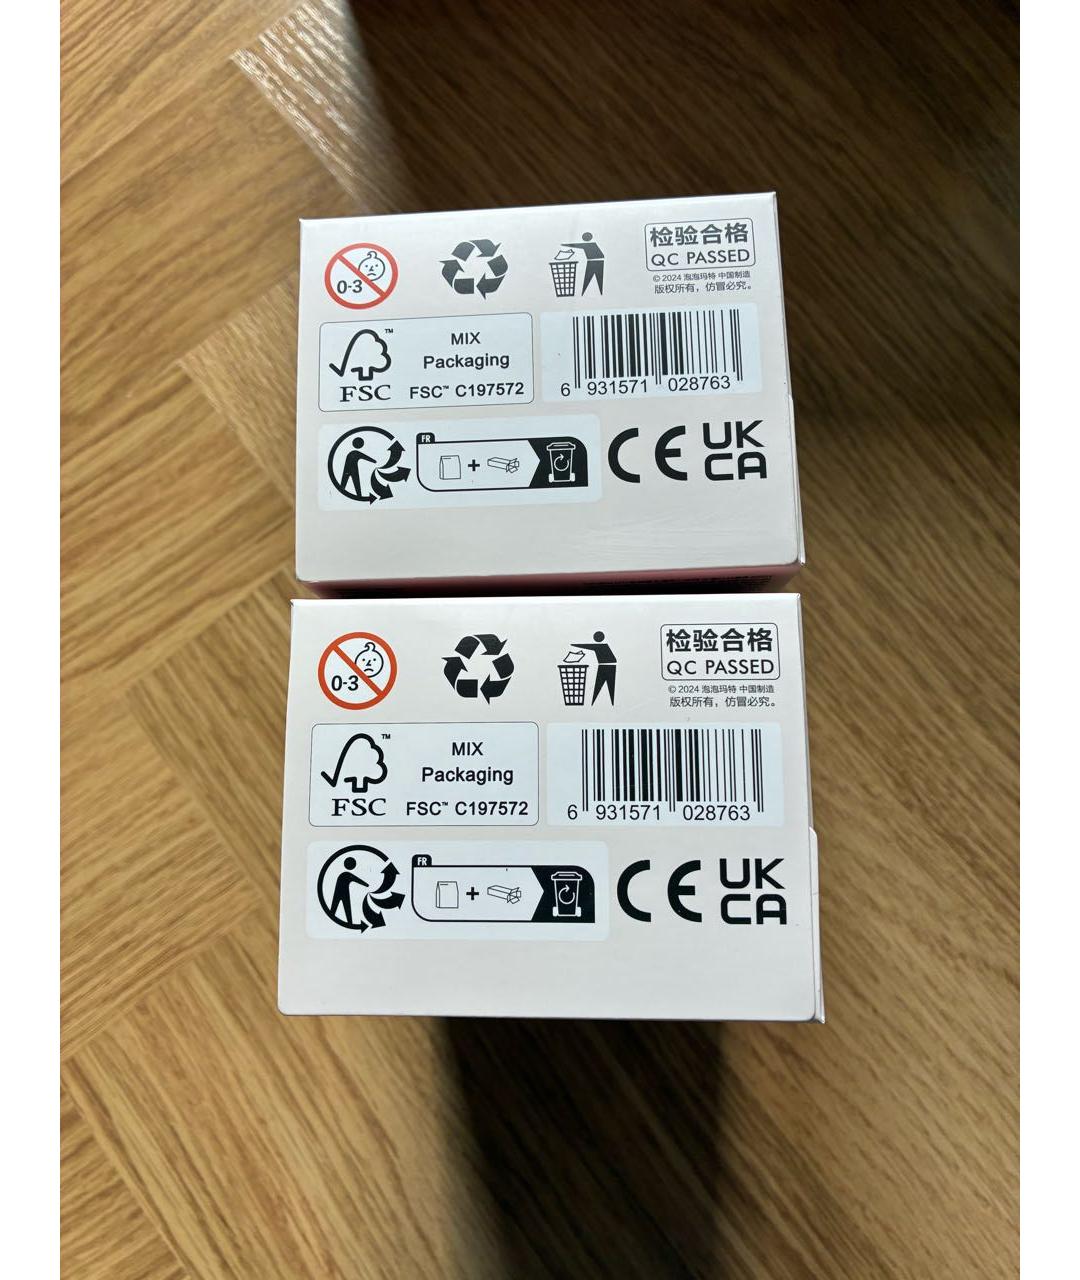 0-3
检验合格
QC PASSED
© 2024 泡泡玛特 中国制造
版权所有，仿冒必究。
™
FSC
MIX
Packaging
FSC™ C197572
6 931571 028763
FR
CE
UK
CA
0-3
检验合格
QC PASSED
© 2024 泡泡玛特 中国制造
版权所有，仿冒必究。
™
FSC
MIX
Packaging
FSC™ C197572
6 931571 028763
FR
CE
UK
CA